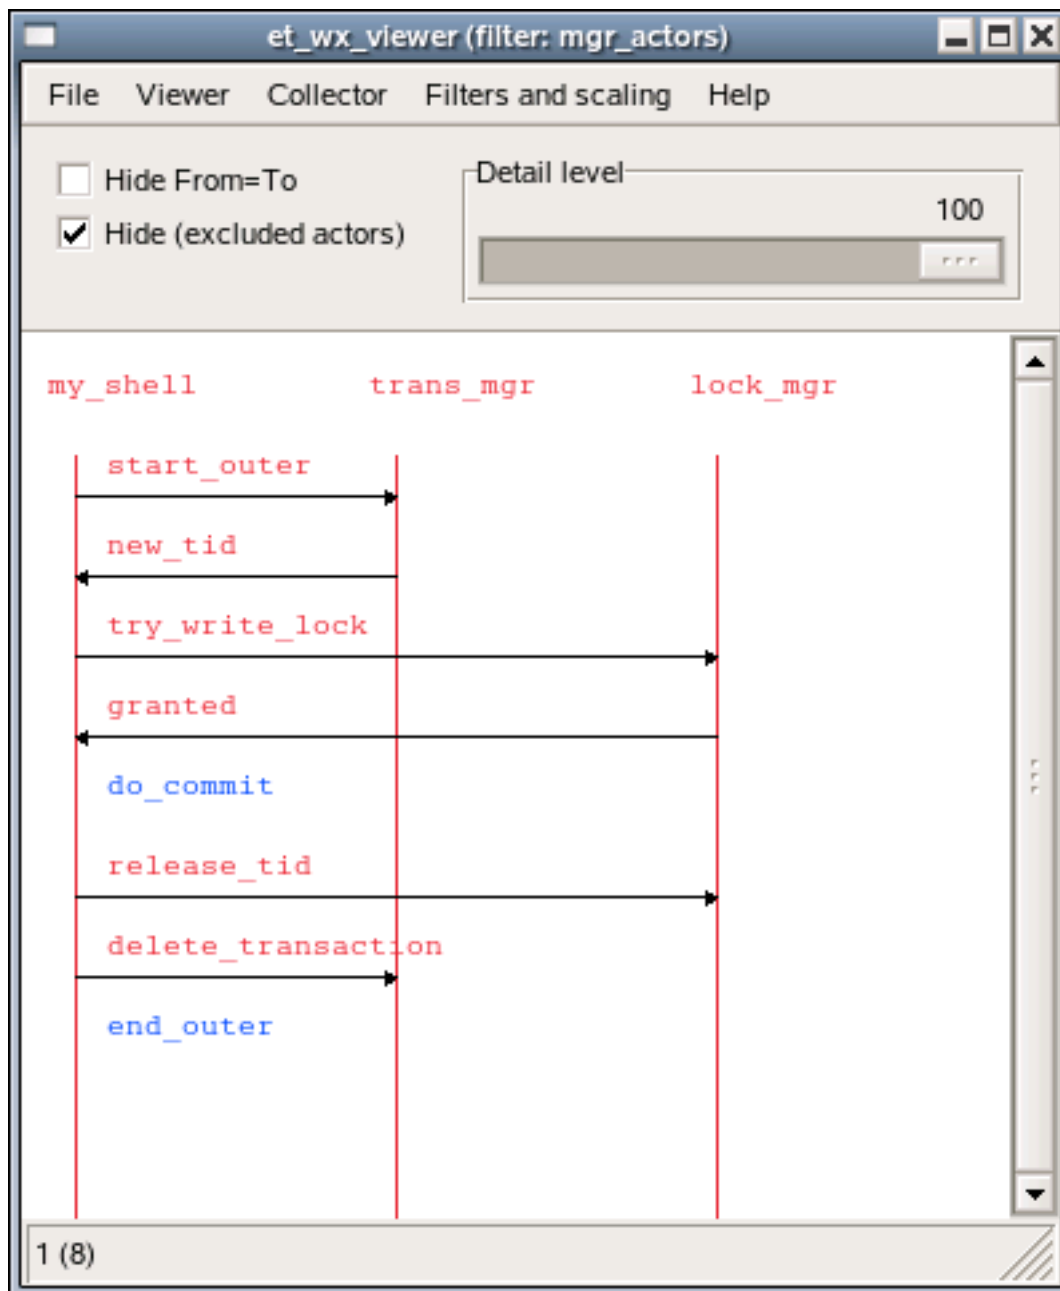 et_wx_viewer (filter: mgr_actors)
File Viewer Collector Filters and scaling Help
Hide From=To
Hide (excluded actors)
Detail level
100
my_shell trans_mgr lock_mgr
start_outer
new_tid
try_write_lock
granted
do_commit
release_tid
delete_transaction
end_outer
1 (8)